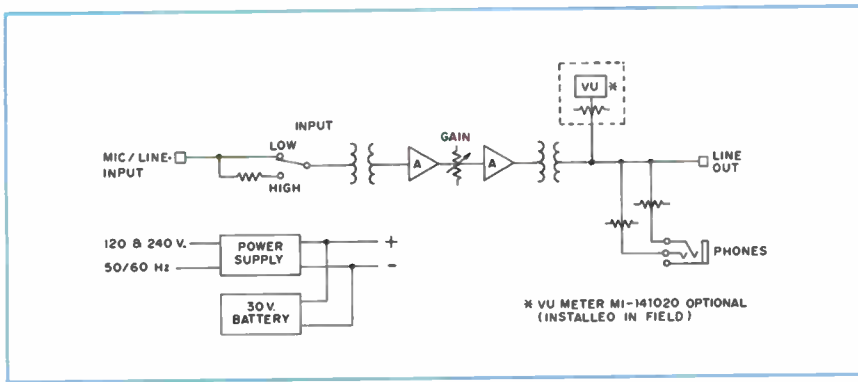 VU *
INPUT
GAIN
LOW
MIC/LINE
INPUT
HIGH
A
A
LINE
OUT
120 & 240 V.
50/60 Hz
POWER
SUPPLY
+
-
30 V.
BATTERY
PHONES
* VU METER MI-141020 OPTIONAL
(INSTALLED IN FIELD)